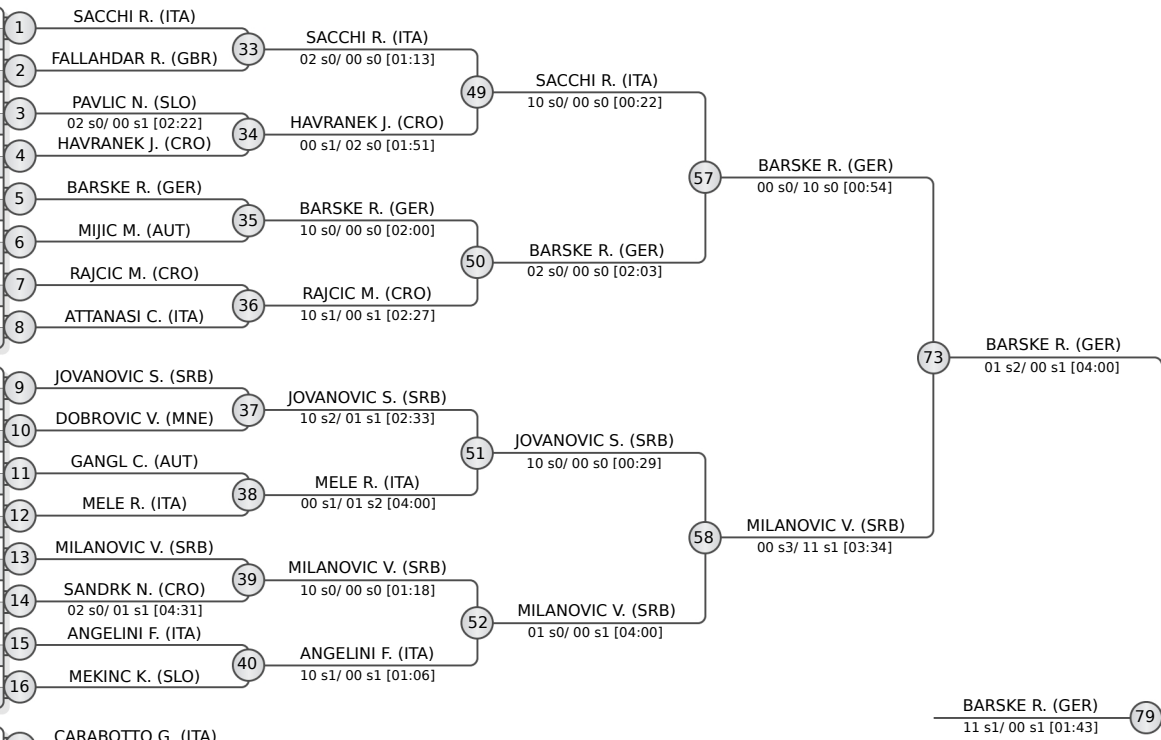 1
SACCHI R. (ITA)
2
FALLAHDAR R. (GBR)
33
SACCHI R. (ITA)
02 s0/ 00 s0 [01:13]
3
PAVLIC N. (SLO)
02 s0/ 00 s1 [02:22]
4
HAVRANEK J. (CRO)
34
HAVRANEK J. (CRO)
00 s1/ 02 s0 [01:51]
49
SACCHI R. (ITA)
10 s0/ 00 s0 [00:22]
5
BARSKE R. (GER)
6
MIJIC M. (AUT)
35
BARSKE R. (GER)
10 s0/ 00 s0 [02:00]
7
RAJCIC M. (CRO)
8
ATTANASI C. (ITA)
36
RAJCIC M. (CRO)
10 s1/ 00 s1 [02:27]
50
BARSKE R. (GER)
02 s0/ 00 s0 [02:03]
57
BARSKE R. (GER)
00 s0/ 10 s0 [00:54]
9
JOVANOVIC S. (SRB)
10
DOBROVIC V. (MNE)
37
JOVANOVIC S. (SRB)
10 s2/ 01 s1 [02:33]
11
GANGL C. (AUT)
12
MELE R. (ITA)
38
MELE R. (ITA)
00 s1/ 01 s2 [04:00]
51
JOVANOVIC S. (SRB)
10 s0/ 00 s0 [00:29]
13
MILANOVIC V. (SRB)
14
SANDRK N. (CRO)
02 s0/ 01 s1 [04:31]
39
MILANOVIC V. (SRB)
10 s0/ 00 s0 [01:18]
15
ANGELINI F. (ITA)
16
MEKINC K. (SLO)
40
ANGELINI F. (ITA)
10 s1/ 00 s1 [01:06]
52
MILANOVIC V. (SRB)
01 s0/ 00 s1 [04:00]
58
MILANOVIC V. (SRB)
00 s3/ 11 s1 [03:34]
73
BARSKE R. (GER)
01 s2/ 00 s1 [04:00]
BARSKE R. (GER)
11 s1/ 00 s1 [01:43]
79
CARABOTTO G. (ITA)